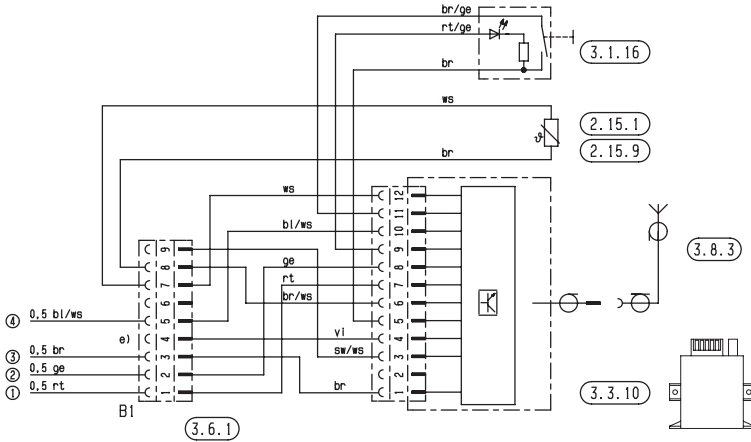 br/ge
rt/ge
br
3.1.16
ws
ϑ
2.15.1
br
2.15.9
ws
12
11
bl/ws
10
9
9
3.8.3
ge
8
8
rt
7
7
br/ws
6
6
④ 0,5 bl/ws
5
5
e)
4
vi
4
③ 0,5 br
3
sw/ws
3
② 0,5 ge
2
2
① 0,5 rt
1
br
1
3.3.10
B1
3.6.1